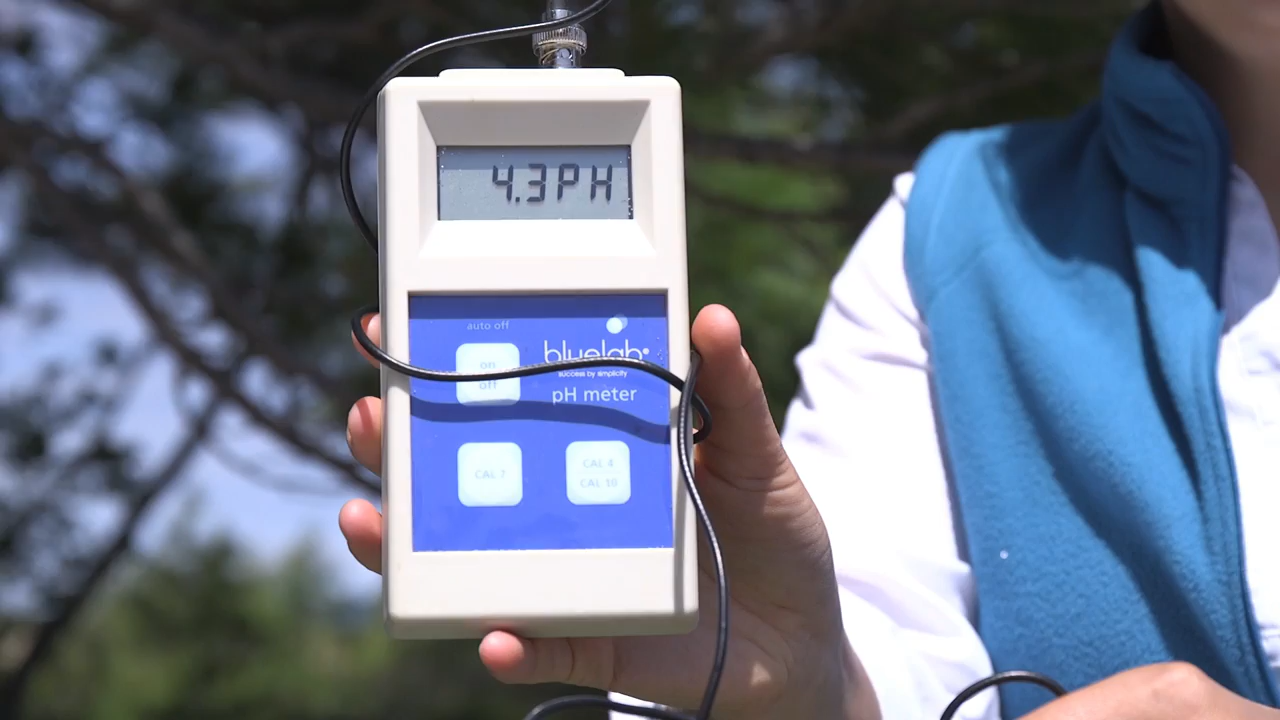 4.3PH
auto off
on
off
bluelab®
success by simplicity
pH meter
CAL 7
CAL 4
CAL 10